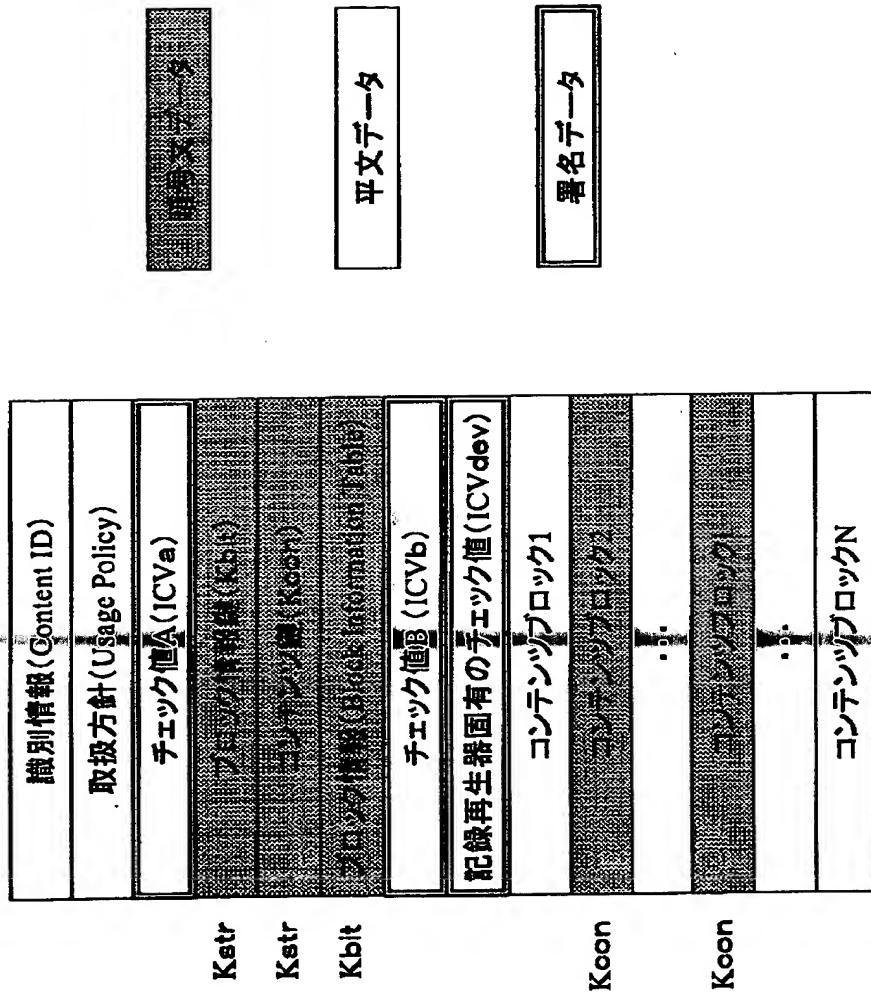 識別情報(Content ID)
取扱方針(Usage Policy)
チェック値A(ICVa)
Kstr
ブロック情報鍵(Kbit)
Kstr
コンテンツ鍵(Kcon)
Kbit
ブロック情報(Block Information Table)
チェック値B (ICVb)
記録再生器固有のチェック値(ICVdev)
コンテンツブロック1
Kcon
コンテンツブロック2
...
Kcon
コンテンツブロックi
...
コンテンツブロックN
暗号文データ
平文データ
署名データ